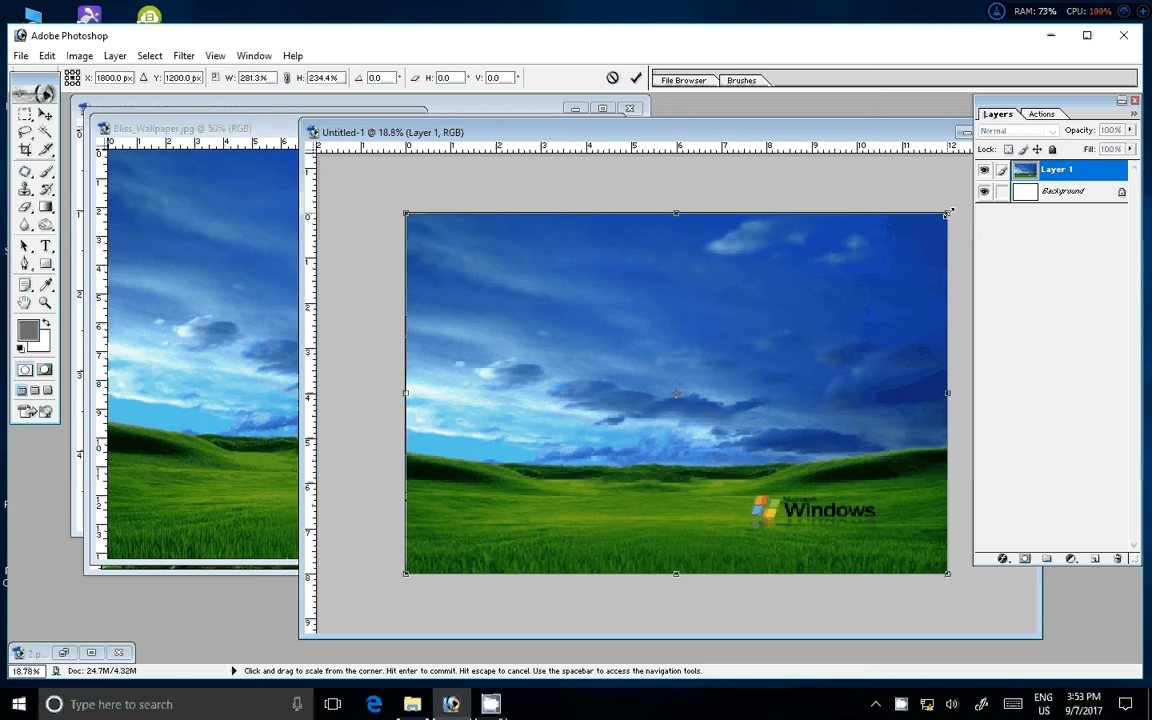 RAM: 73% CPU: 100%
Adobe Photoshop
File Edit Image Layer Select Filter View Window Help
X: 1800.0 px Y: 1200.0 px W: 281.3% H: 234.4% 0.0 ° H: 0.0 ° V: 0.0 °
File Browser Brushes
Bliss_Wallpaper.jpg @ 50% (RGB)
Untitled-1 @ 18.8% (Layer 1, RGB)
Layers Actions
Normal Opacity: 100%
Lock: Fill: 100%
Layer 1
Background
Microsoft
Windows
2.p...
18.78% Doc: 24.7M/4.32M Click and drag to scale from the corner. Hit enter to commit. Hit escape to cancel. Use the spacebar to access the navigation tools.
Type here to search
ENG
US
3:53 PM
9/7/2017